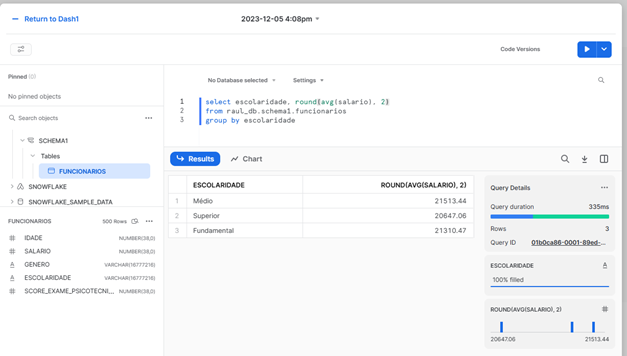 Return to Dash1
2023-12-05 4:08pm
Code Versions
Pinned (0)
No pinned objects
No Database selected
Settings
Search objects
1 select escolaridade, round(avg(salario), 2)
2 from raul_db.schema1.funcionarios
3 group by escolaridade
SCHEMA1
Tables
FUNCIONARIOS
SNOWFLAKE
SNOWFLAKE_SAMPLE_DATA
Results
Chart
ESCOLARIDADE ROUND(AVG(SALARIO), 2)
1 Médio 21513.44
2 Superior 20647.06
3 Fundamental 21310.47
FUNCIONARIOS 500 Rows
IDADE NUMBER(38,0)
SALARIO NUMBER(38,0)
GENERO VARCHAR(16777216)
ESCOLARIDADE VARCHAR(16777216)
SCORE_EXAME_PSICOTECNI... NUMBER(38,0)
Query Details
Query duration 335ms
Rows 3
Query ID 01b0ca86-0001-89ed-...
ESCOLARIDADE
100% filled
ROUND(AVG(SALARIO), 2)
20647.06 21513.44